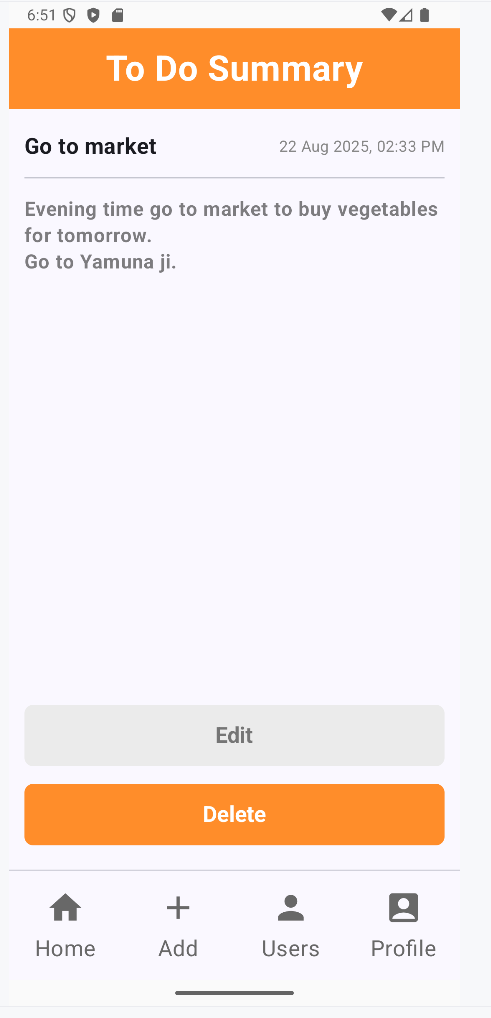 6:51
To Do Summary
Go to market
22 Aug 2025, 02:33 PM
Evening time go to market to buy vegetables
for tomorrow.
Go to Yamuna ji.
Edit
Delete
Home
Add
Users
Profile